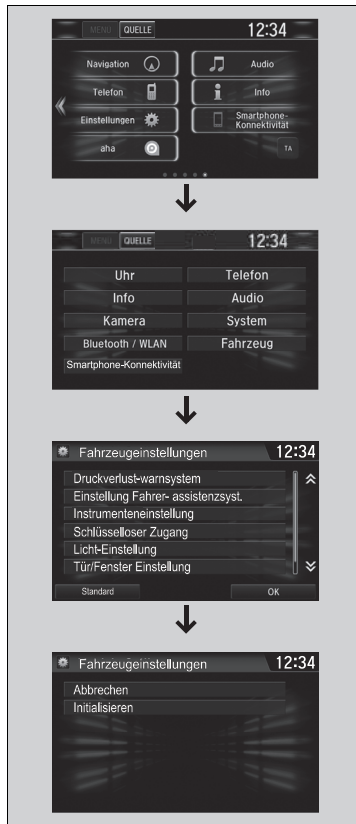 MENU QUELLE 12:34
Navigation Audio
Telefon Info
Einstellungen Smartphone-
Konnektivität
aha TA
MENU QUELLE 12:34
Uhr Telefon
Info Audio
Kamera System
Bluetooth / WLAN Fahrzeug
Smartphone-Konnektivität
Fahrzeugeinstellungen 12:34
Druckverlust-warnsystem
Einstellung Fahrer- assistenzsyst.
Instrumenteneinstellung
Schlüsselloser Zugang
Licht-Einstellung
Tür/Fenster Einstellung
Standard OK
Fahrzeugeinstellungen 12:34
Abbrechen
Initialisieren